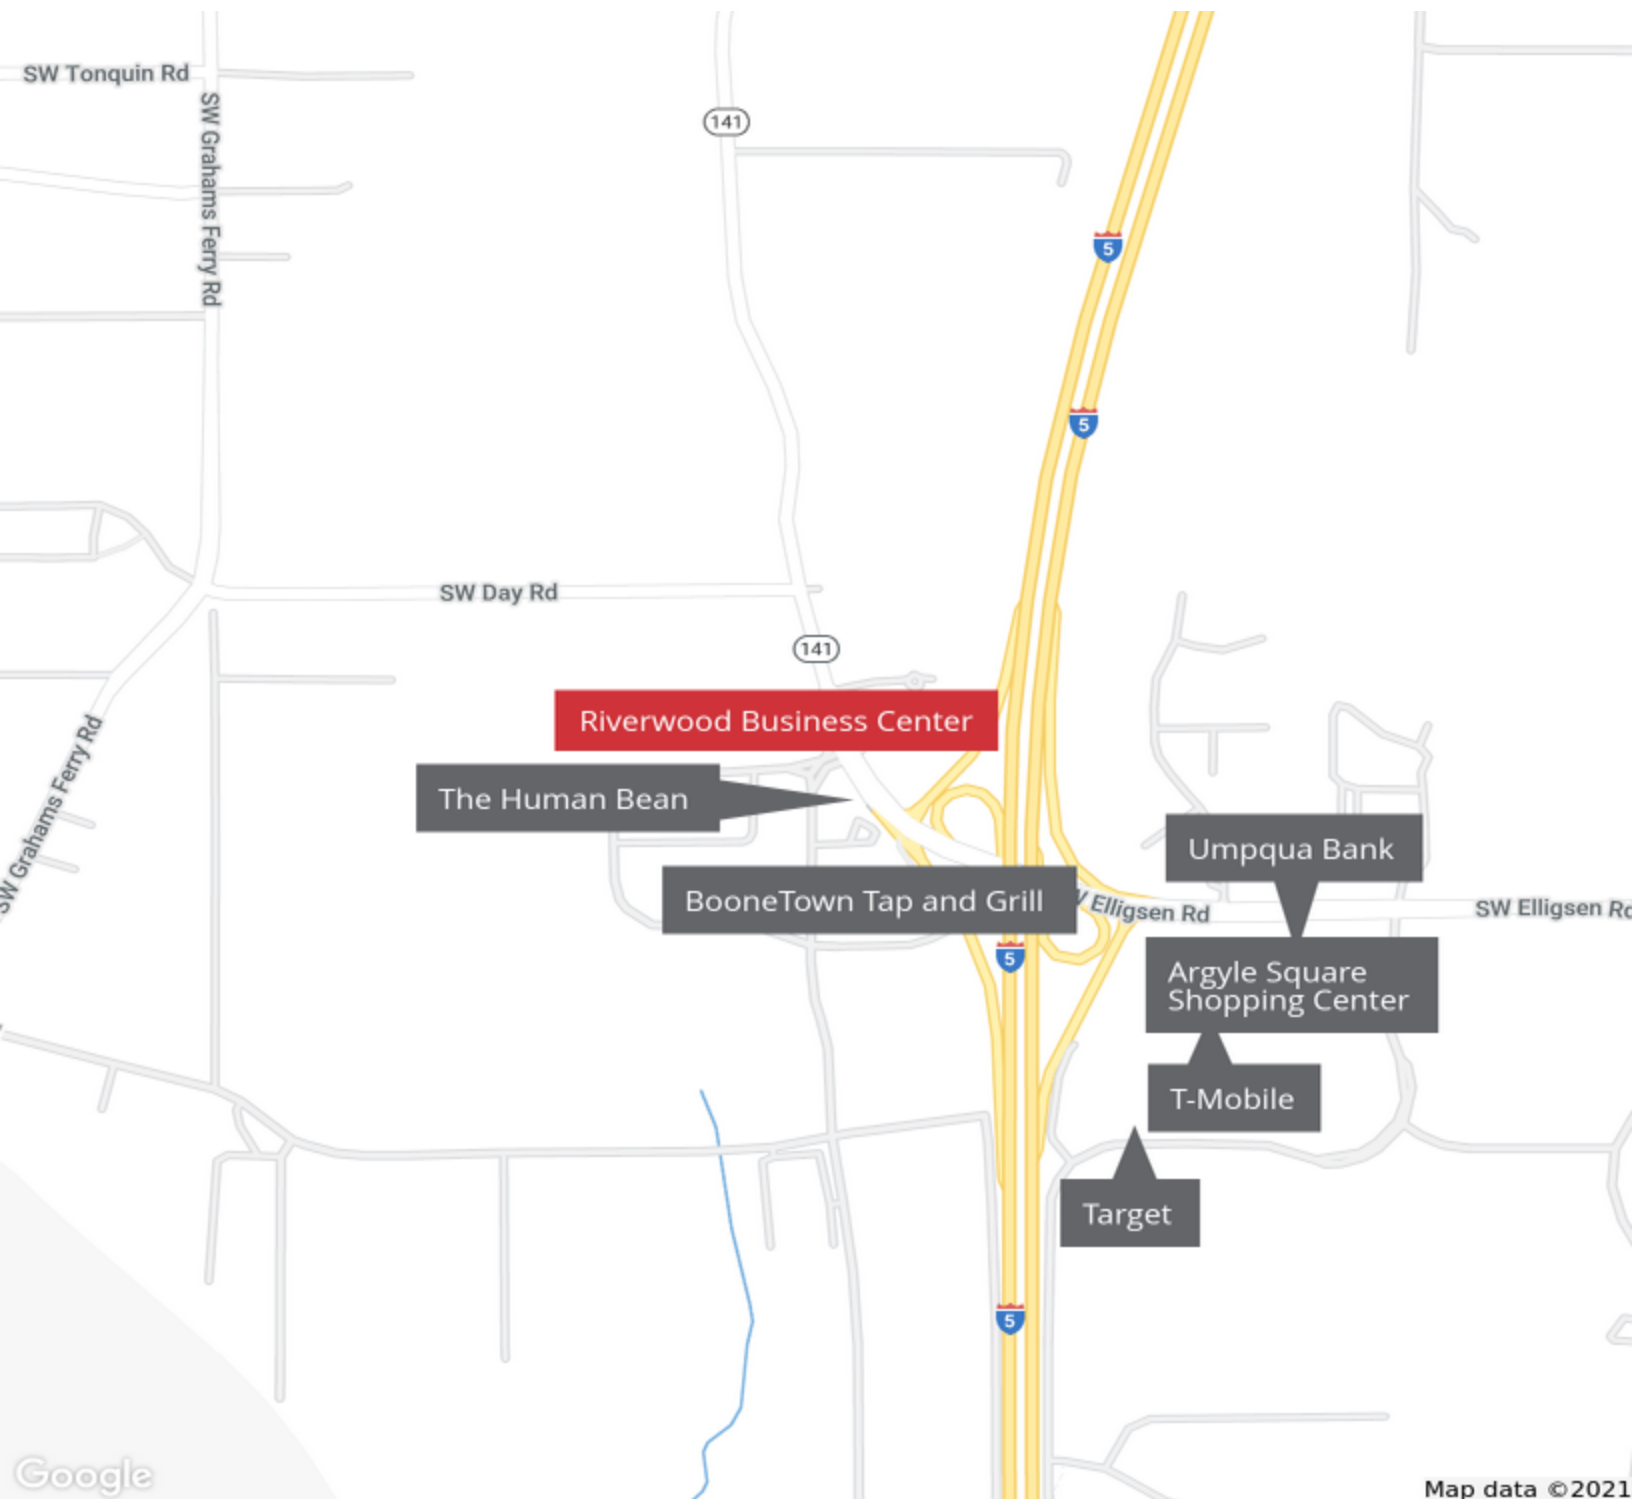 SW Tonquin Rd
SW Grahams Ferry Rd
141
5
5
SW Day Rd
141
Riverwood Business Center
SW Grahams Ferry Rd
The Human Bean
Umpqua Bank
BooneTown Tap and Grill
Elligsen Rd
SW Elligsen Rd
5
Argyle Square
Shopping Center
T-Mobile
Target
5
Google
Map data ©2021